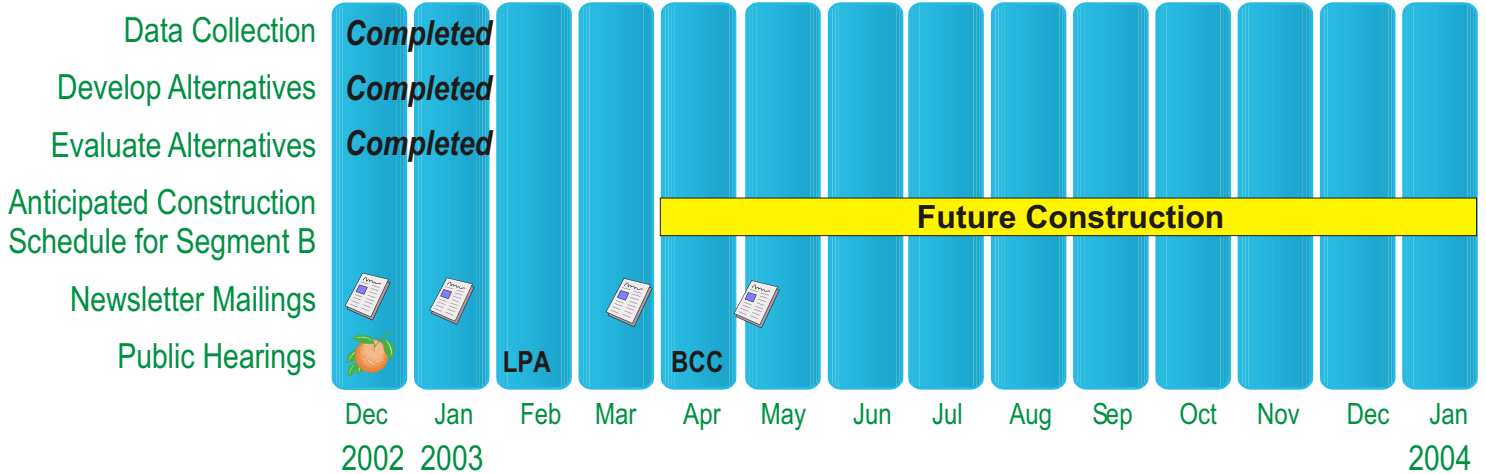 Data Collection Completed
Develop Alternatives Completed
Evaluate Alternatives Completed
Anticipated Construction
Schedule for Segment B
Future Construction
Newsletter Mailings
Public Hearings LPA BCC
Dec Jan Feb Mar Apr May Jun Jul Aug Sep Oct Nov Dec Jan
2002 2003 2004